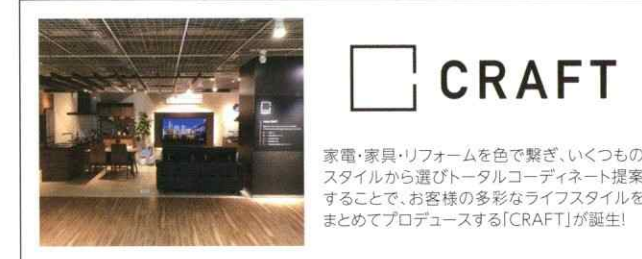 CRAFT
家電・家具・リフォームを色で繋ぎ、いくつもの
スタイルから選びトータルコーディネート提案
することで、お客様の多彩なライフスタイルを
まとめてプロデュースする「CRAFT」が誕生!